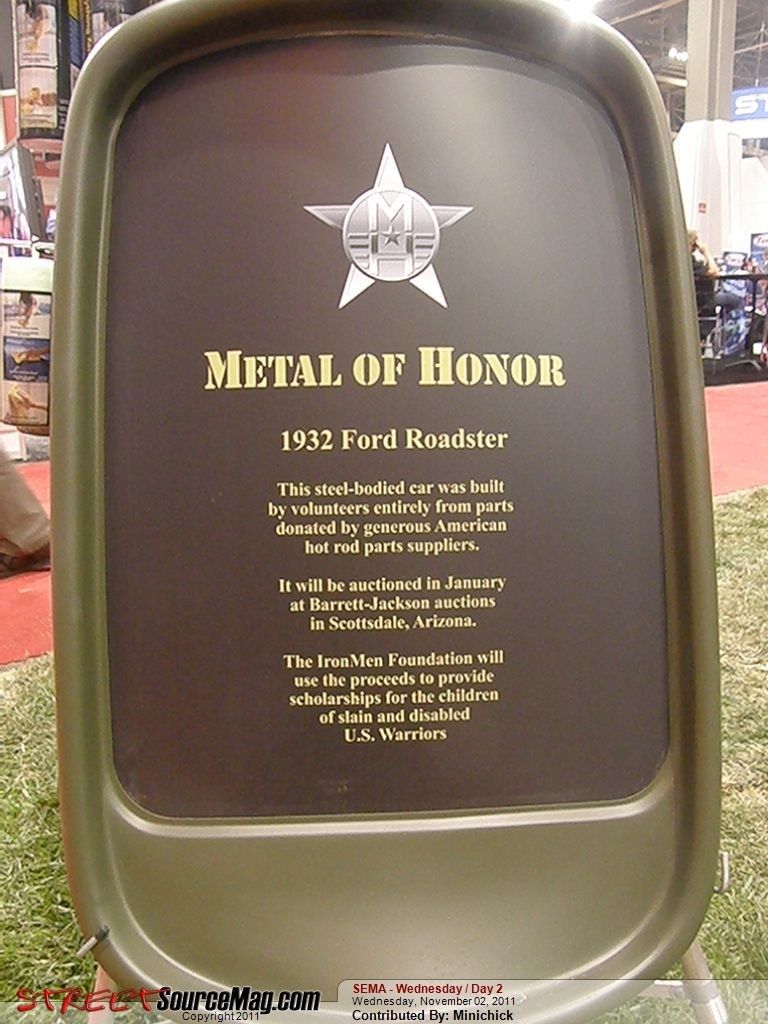 ST
METAL OF HONOR
1932 Ford Roadster
This steel-bodied car was built
by volunteers entirely from parts
donated by generous American
hot rod parts suppliers.
It will be auctioned in January
at Barrett-Jackson auctions
in Scottsdale, Arizona.
The IronMen Foundation will
use the proceeds to provide
scholarships for the children
of slain and disabled
U.S. Warriors
STREETSourceMag.com
Copyright 2011
SEMA - Wednesday / Day 2
Wednesday, November 02, 2011
Contributed By: Minichick